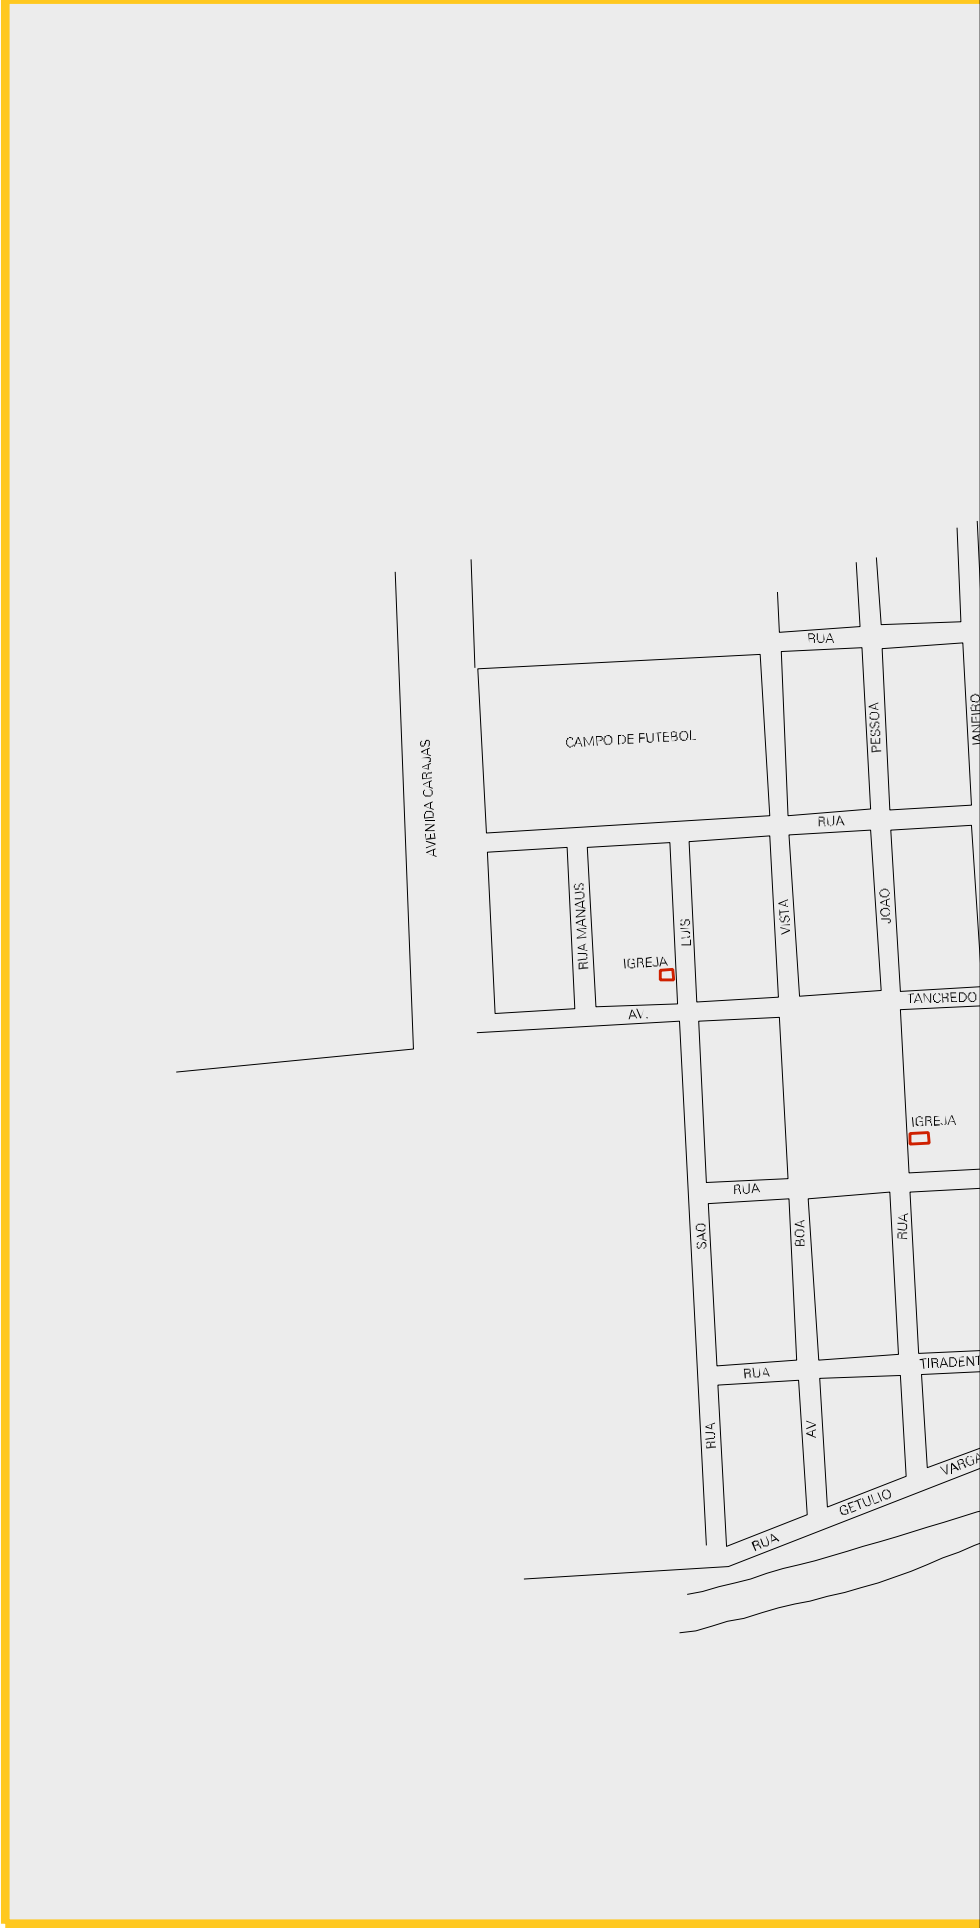 RUA
JANEIRO
PESSOA
CAMPO DE FUTEBOL
AVENIDA CARAJAS
RUA
RUA MANAUS
LUIS
VISTA
JOAO
IGREJA
TANCREDO
AV.
IGREJA
RUA
SAO
BOA
RUA
RUA
TIRADENT
RUA
AV
VARGA
GETULIO
RUA